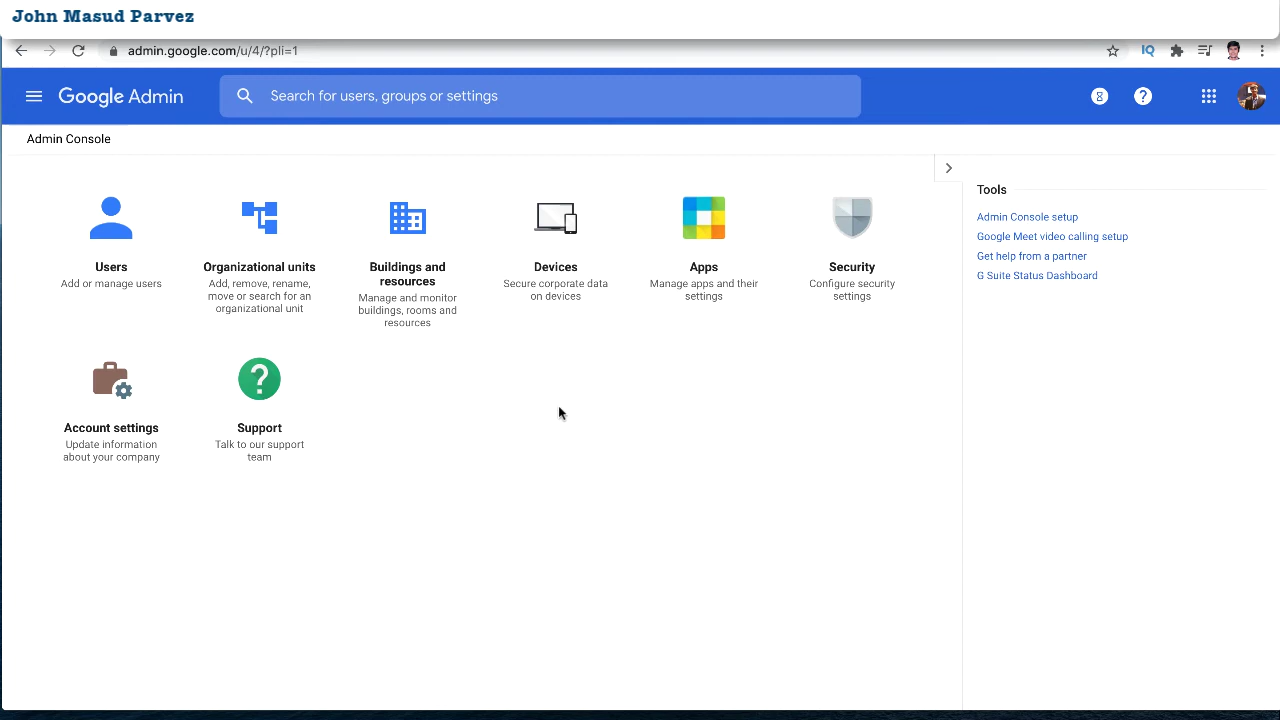 John Masud Parvez
admin.google.com/u/4/?pli=1
IQ
Google Admin
Search for users, groups or settings
Admin Console
Users
Add or manage users
Organizational units
Add, remove, rename,
move or search for an
organizational unit
Buildings and
resources
Manage and monitor
buildings, rooms and
resources
Devices
Secure corporate data
on devices
Apps
Manage apps and their
settings
Security
Configure security
settings
Account settings
Update information
about your company
Support
Talk to our support
team
Tools
Admin Console setup
Google Meet video calling setup
Get help from a partner
G Suite Status Dashboard